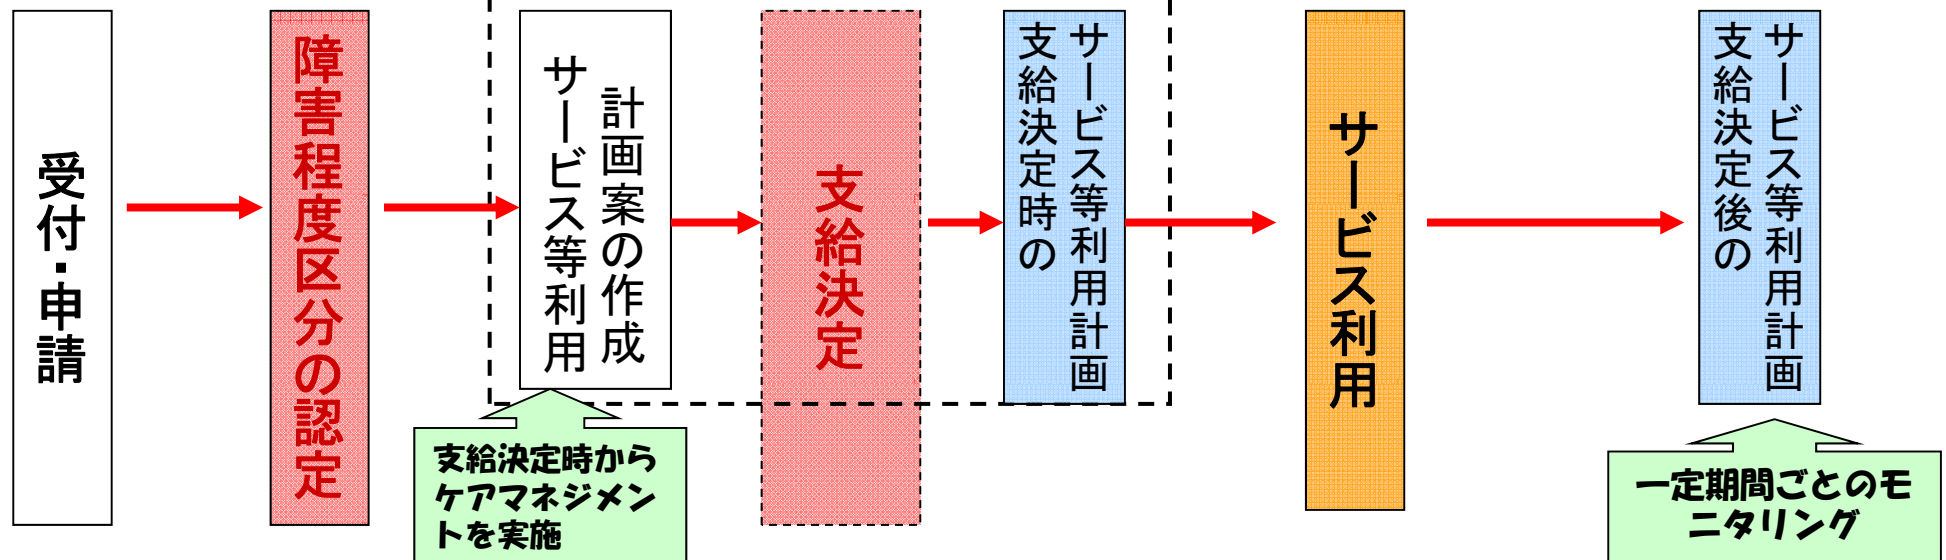 受付・申請
障害程度区分の認定
サービス等利用
計画案の作成
支給決定時から
ケアマネジメン
トを実施
支給決定
支給決定時の
サービス等利用計画
サービス利用
支給決定後の
サービス等利用計画
一定期間ごとのモ
ニタリング